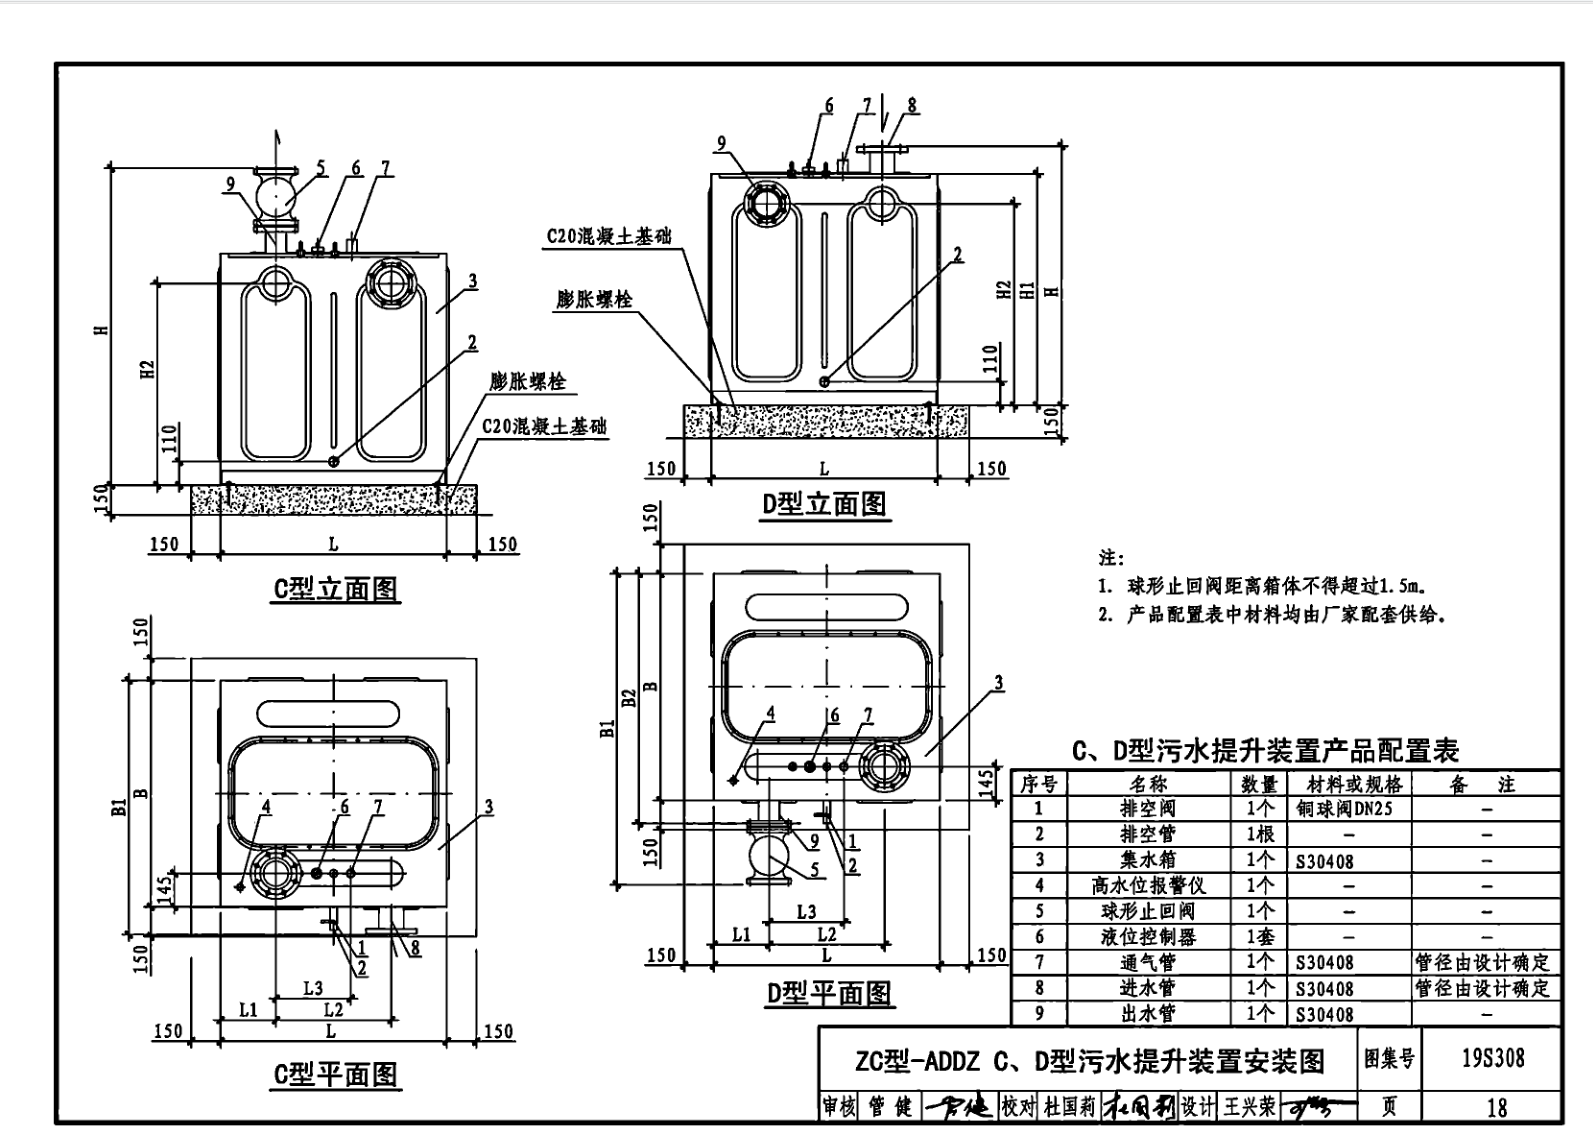 5
6
7
9
3
2
H
H2
110
150
膨胀螺栓
C20混凝土基础
150 L 150
C型立面图
6
7
8
9
C20混凝土基础
膨胀螺栓
2
H2
H1
H
110
150
150 L 150
D型立面图
150
B1
B
4
6
7
3
145
150
1
2
8
L3
L1 L2
150 L 150
C型平面图
150
B1
B2
B
4
6
7
3
145
150
9
1
5
2
L3
L1 L2
150 L 150
D型平面图
注:
1. 球形止回阀距离箱体不得超过1.5m。
2. 产品配置表中材料均由厂家配套供给。
C、D型污水提升装置产品配置表
序号 名称 数量 材料或规格 备 注
1 排空阀 1个 铜球阀DN25 -
2 排空管 1根 - -
3 集水箱 1个 S30408 -
4 高水位报警仪 1个 - -
5 球形止回阀 1个 - -
6 液位控制器 1套 - -
7 通气管 1个 S30408 管径由设计确定
8 进水管 1个 S30408 管径由设计确定
9 出水管 1个 S30408 -
ZC型-ADDZ C、D型污水提升装置安装图 图集号 19S308
审核 管 健 校对 杜国莉 设计 王兴荣 页 18